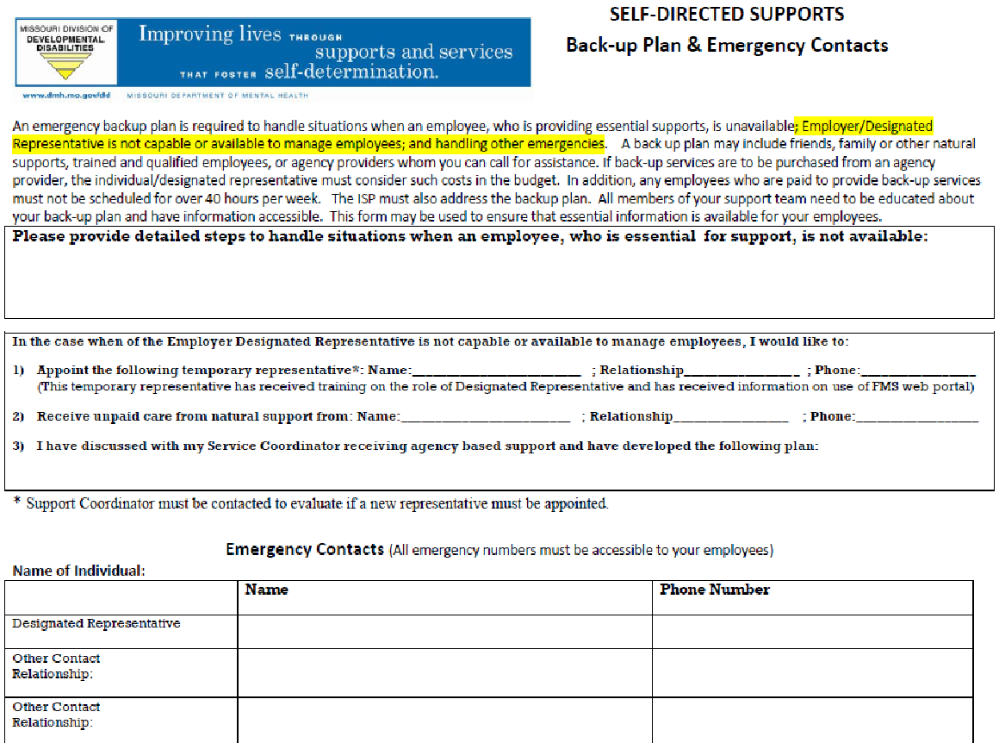 MISSOURI DIVISION OF
DEVELOPMENTAL
DISABILITIES
Improving lives THROUGH
supports and services
THAT FOSTER self-determination.
www.dmh.mo.gov/dd MISSOURI DEPARTMENT OF MENTAL HEALTH
SELF-DIRECTED SUPPORTS
Back-up Plan & Emergency Contacts
An emergency backup plan is required to handle situations when an employee, who is providing essential supports, is unavailable; Employer/Designated
Representative is not capable or available to manage employees; and handling other emergencies. A back up plan may include friends, family or other natural
supports, trained and qualified employees, or agency providers whom you can call for assistance. If back-up services are to be purchased from an agency
provider, the individual/designated representative must consider such costs in the budget. In addition, any employees who are paid to provide back-up services
must not be scheduled for over 40 hours per week. The ISP must also address the backup plan. All members of your support team need to be educated about
your back-up plan and have information accessible. This form may be used to ensure that essential information is available for your employees.
Please provide detailed steps to handle situations when an employee, who is essential for support, is not available:
In the case when of the Employer Designated Representative is not capable or available to manage employees, I would like to:
1) Appoint the following temporary representative*: Name:______________________ ; Relationship_______________ ; Phone:_______________
(This temporary representative has received training on the role of Designated Representative and has received information on use of FMS web portal)
2) Receive unpaid care from natural support from: Name:______________________ ; Relationship_______________ ; Phone:________________
3) I have discussed with my Service Coordinator receiving agency based support and have developed the following plan:
* Support Coordinator must be contacted to evaluate if a new representative must be appointed.
Emergency Contacts (All emergency numbers must be accessible to your employees)
Name of Individual:
Name Phone Number
Designated Representative
Other Contact
Relationship:
Other Contact
Relationship: